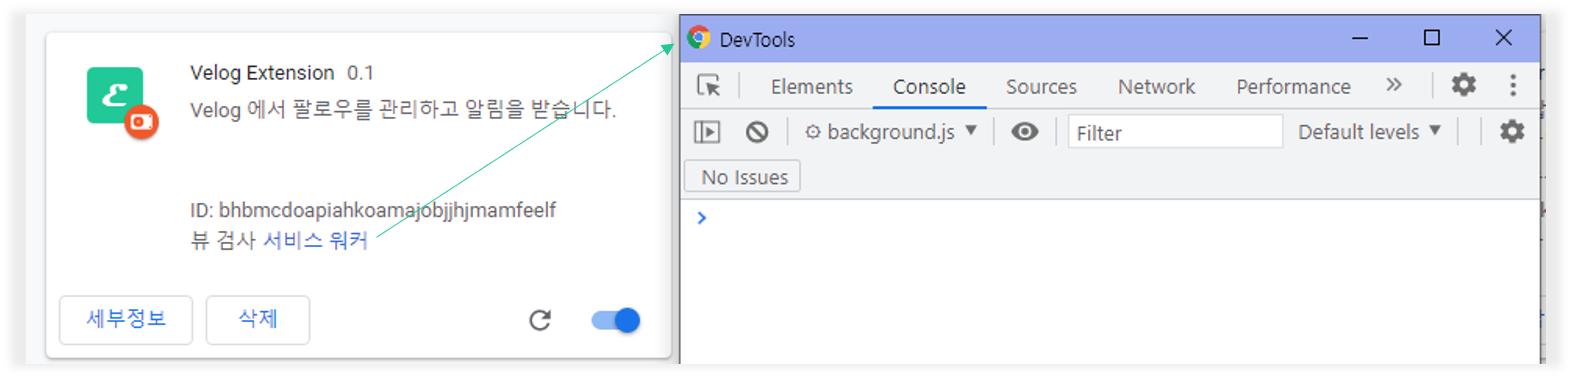 Velog Extension 0.1
Velog 에서 팔로우를 관리하고 알림을 받습니다.
ID: bhbmcdoapiahkoamajobjjhjmamfeelf
뷰 검사 서비스 워커
세부정보
삭제
DevTools
Elements Console Sources Network Performance
background.js Filter Default levels
No Issues